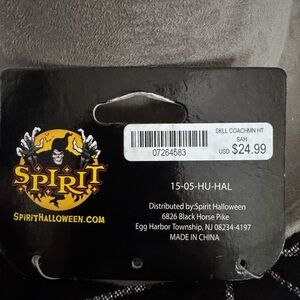 SKLL COACHMN HT
SAH
07264583
USD $24.99
SPIRIT
SPIRITHALLOWEEN.COM
15-05-HU-HAL
Distributed by:Spirit Halloween
6826 Black Horse Pike
Egg Harbor Township, NJ 08234-4197
MADE IN CHINA